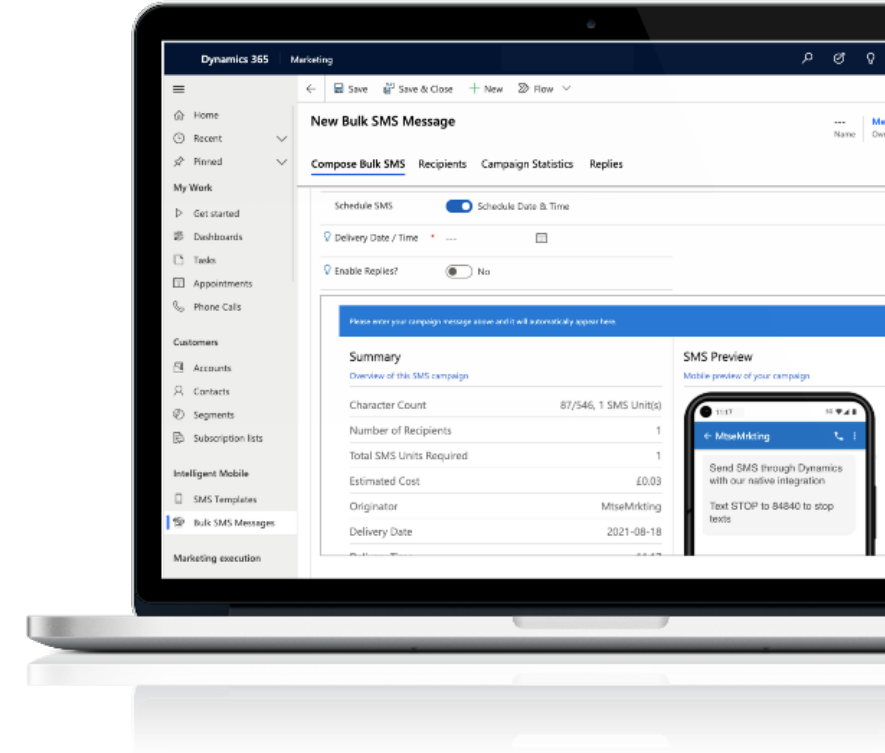 Dynamics 365 Marketing
Save Save & Close New Flow
Home
Recent
Pinned
My Work
Get started
Dashboards
Tasks
Appointments
Phone Calls
Customers
Accounts
Contacts
Segments
Subscription lists
Intelligent Mobile
SMS Templates
Bulk SMS Messages
Marketing execution
New Bulk SMS Message
---
Name
Me
Ow
Compose Bulk SMS Recipients Campaign Statistics Replies
Schedule SMS Schedule Date & Time
Delivery Date / Time * ---
Enable Replies? No
Please enter your campaign message above and it will automatically appear here.
Summary
Overview of this SMS campaign
Character Count 87/546, 1 SMS Unit(s)
Number of Recipients 1
Total SMS Units Required 1
Estimated Cost £0.03
Originator MtseMrkting
Delivery Date 2021-08-18
SMS Preview
Mobile preview of your campaign
11:17
MtseMrkting
Send SMS through Dynamics
with our native integration
Text STOP to 84840 to stop
texts